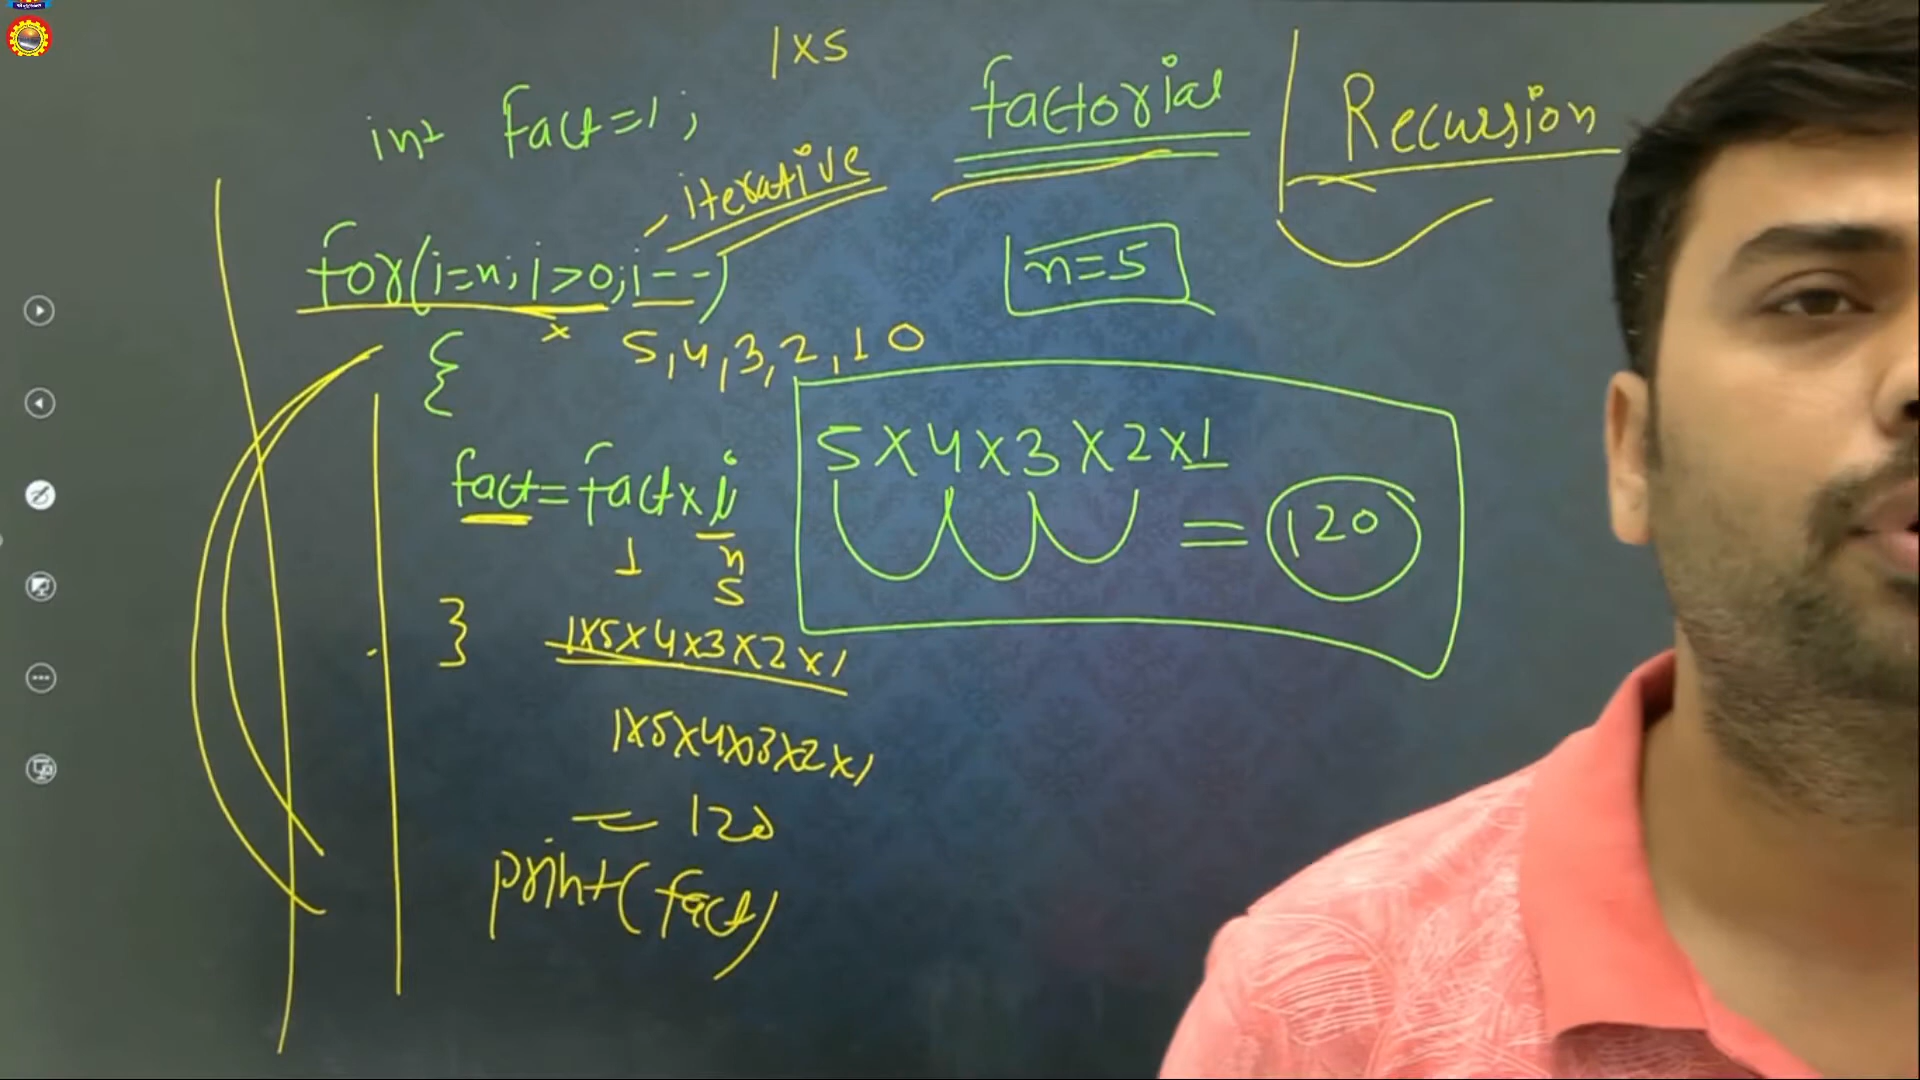 1x5
int fact=1;
factorial
Recursion
iterative
for(i=n; i>0; i--)
n=5
x
5,4,3,2,1 0
{
5x4x3x2x1
fact=factxi
= 120
1
n
5
}
1x5x4x3x2x1
1x5x4x3x2x1
= 120
print(fact)